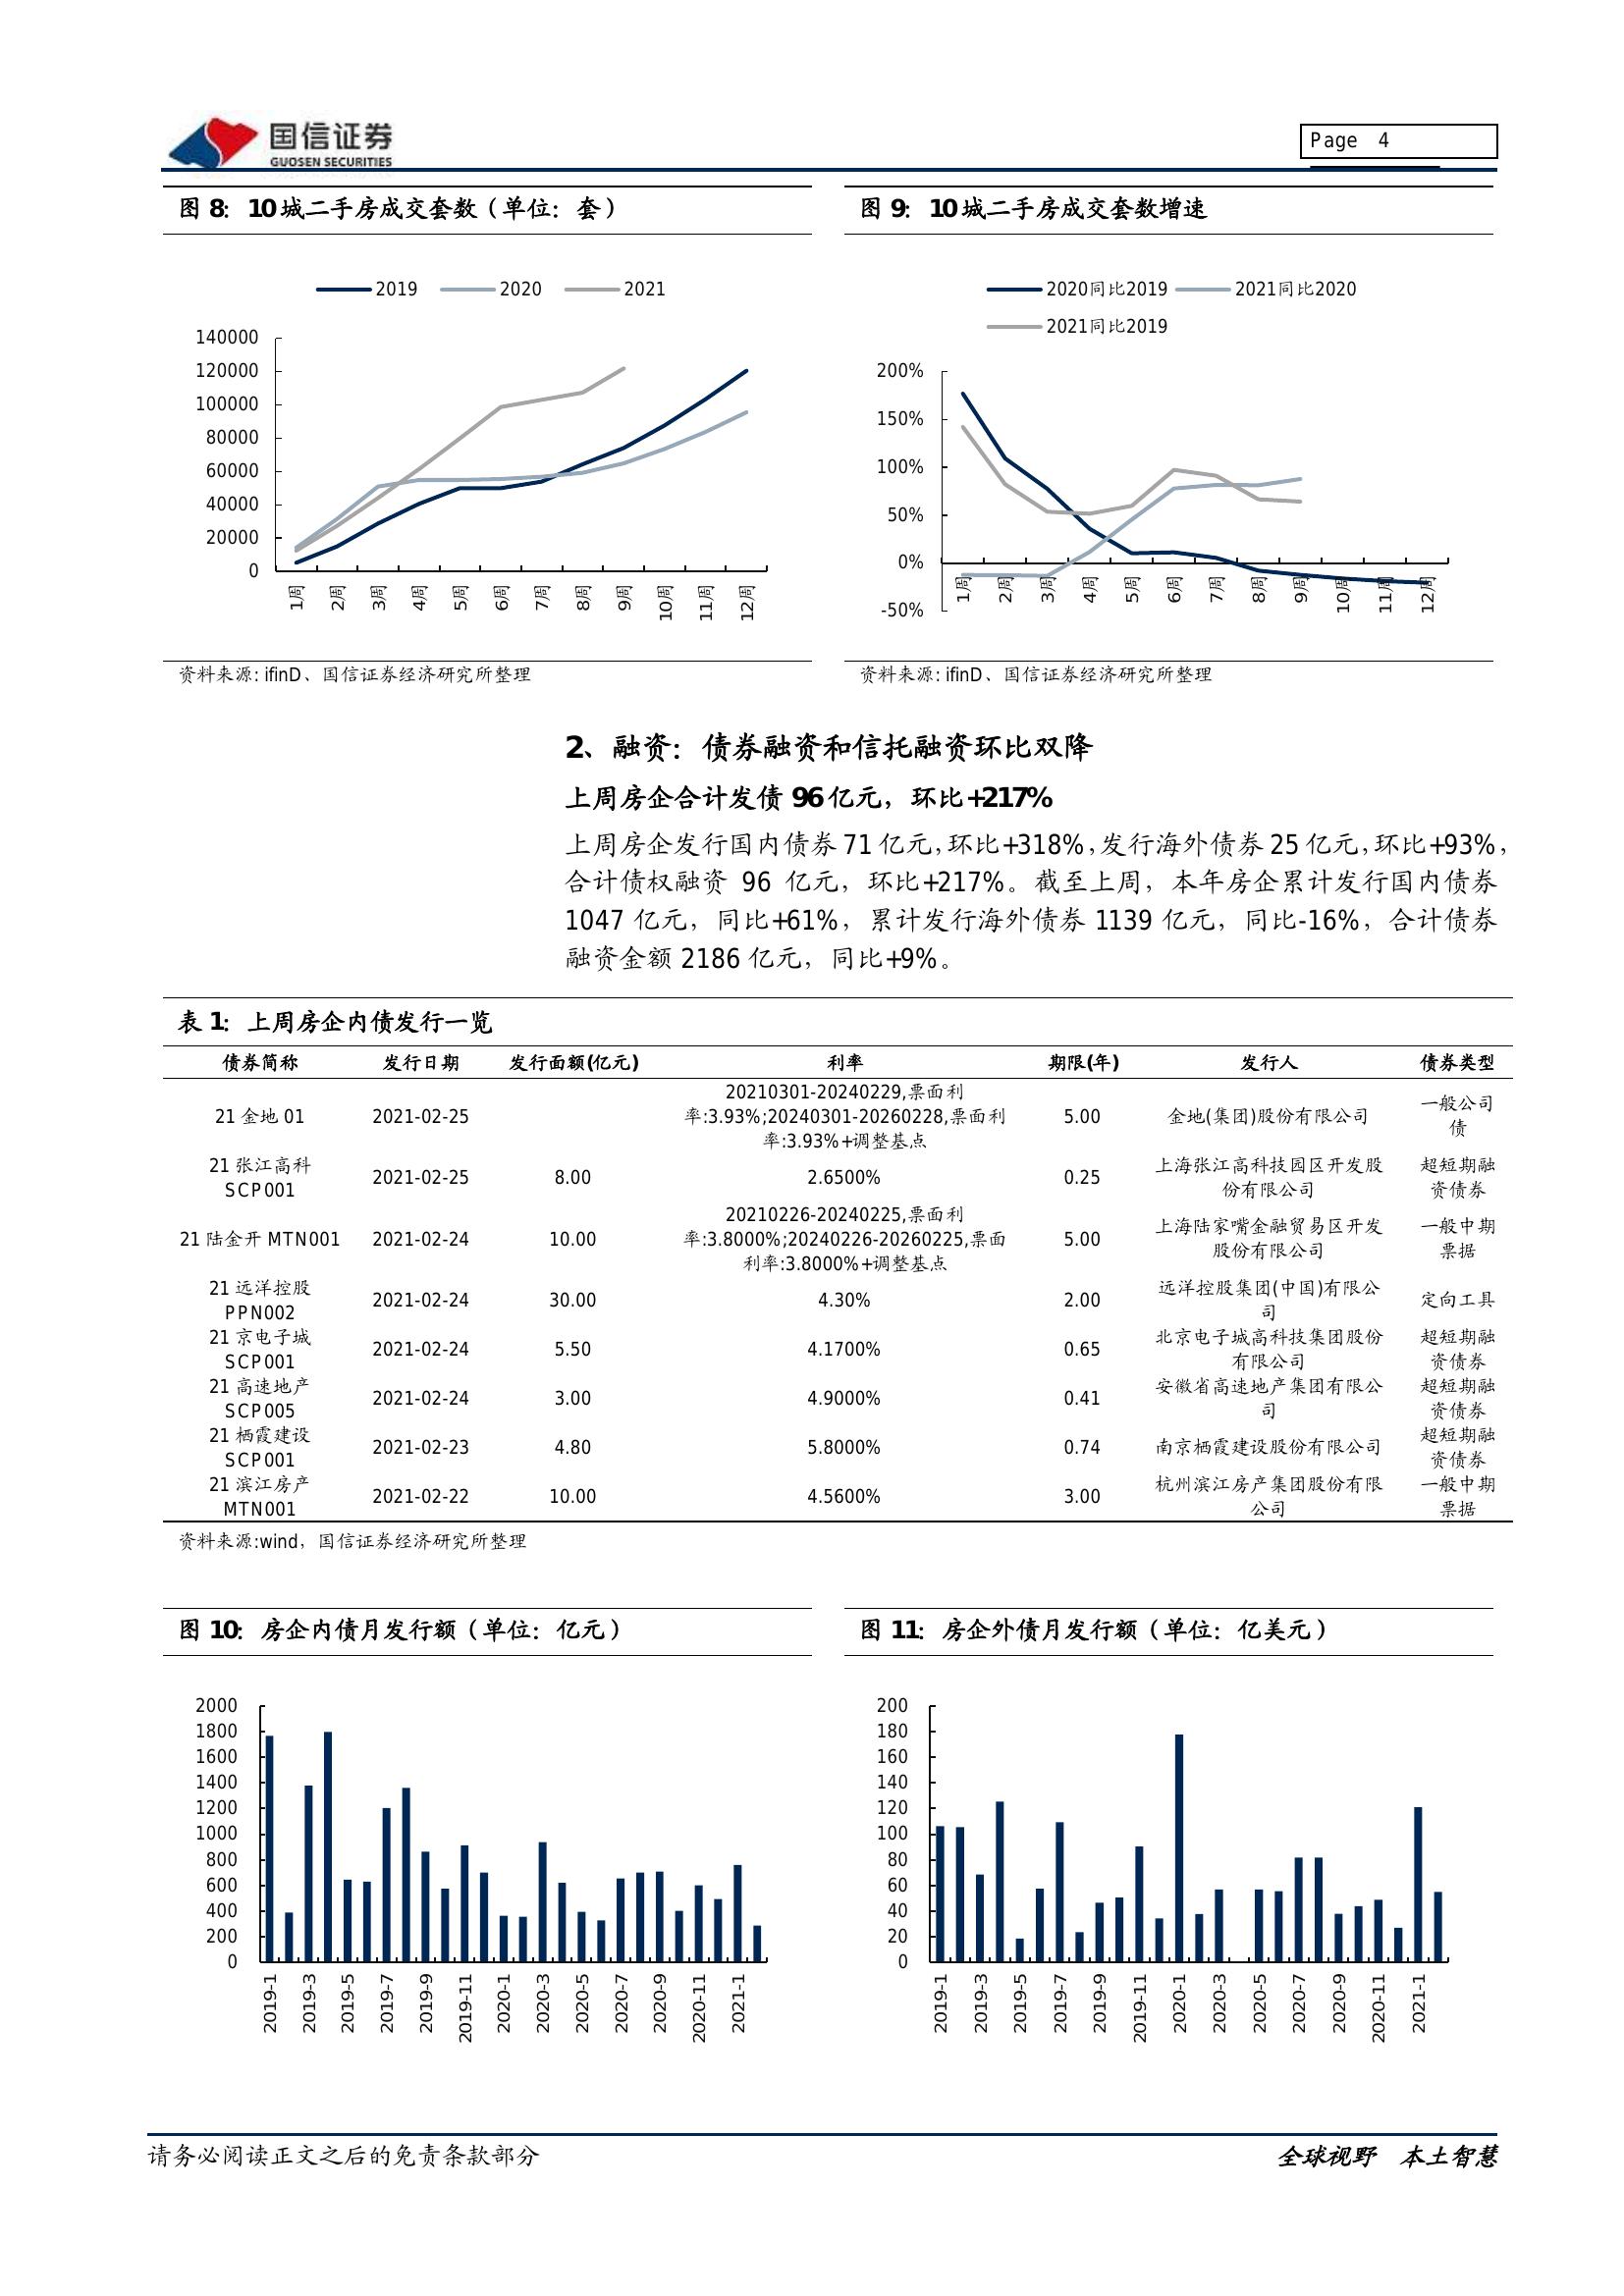 国信证券
GUOSEN SECURITIES
Page 4
图 8：10 城二手房成交套数（单位：套）
2019 2020 2021
140000
120000
100000
80000
60000
40000
20000
0
1周 2周 3周 4周 5周 6周 7周 8周 9周 10周 11周 12周
资料来源: ifinD、国信证券经济研究所整理
图 9：10 城二手房成交套数增速
2020同比2019 2021同比2020
2021同比2019
200%
150%
100%
50%
0%
-50%
1周 2周 3周 4周 5周 6周 7周 8周 9周 10周 11周 12周
资料来源: ifinD、国信证券经济研究所整理
2、融资：债券融资和信托融资环比双降
上周房企合计发债 96 亿元，环比+217%
上周房企发行国内债券 71 亿元，环比+318%，发行海外债券 25 亿元，环比+93%，
合计债权融资 96 亿元，环比+217%。截至上周，本年房企累计发行国内债券
1047 亿元，同比+61%，累计发行海外债券 1139 亿元，同比-16%，合计债券
融资金额 2186 亿元，同比+9%。
表 1：上周房企内债发行一览
债券简称 发行日期 发行面额(亿元) 利率 期限(年) 发行人 债券类型
21 金地 01 2021-02-25 20210301-20240229,票面利
率:3.93%;20240301-20260228,票面利
率:3.93%+调整基点 5.00 金地(集团)股份有限公司 一般公司
债
21 张江高科
SCP001 2021-02-25 8.00 2.6500% 0.25 上海张江高科技园区开发股
份有限公司 超短期融
资债券
21 陆金开 MTN001 2021-02-24 10.00 20210226-20240225,票面利
率:3.8000%;20240226-20260225,票面
利率:3.8000%+调整基点 5.00 上海陆家嘴金融贸易区开发
股份有限公司 一般中期
票据
21 远洋控股
PPN002 2021-02-24 30.00 4.30% 2.00 远洋控股集团(中国)有限公
司 定向工具
21 京电子城
SCP001 2021-02-24 5.50 4.1700% 0.65 北京电子城高科技集团股份
有限公司 超短期融
资债券
21 高速地产
SCP005 2021-02-24 3.00 4.9000% 0.41 安徽省高速地产集团有限公
司 超短期融
资债券
21 栖霞建设
SCP001 2021-02-23 4.80 5.8000% 0.74 南京栖霞建设股份有限公司 超短期融
资债券
21 滨江房产
MTN001 2021-02-22 10.00 4.5600% 3.00 杭州滨江房产集团股份有限
公司 一般中期
票据
资料来源:wind，国信证券经济研究所整理
图 10：房企内债月发行额（单位：亿元）
2000
1800
1600
1400
1200
1000
800
600
400
200
0
2019-1 2019-3 2019-5 2019-7 2019-9 2019-11 2020-1 2020-3 2020-5 2020-7 2020-9 2020-11 2021-1
图 11：房企外债月发行额（单位：亿美元）
200
180
160
140
120
100
80
60
40
20
0
2019-1 2019-3 2019-5 2019-7 2019-9 2019-11 2020-1 2020-3 2020-5 2020-7 2020-9 2020-11 2021-1
请务必阅读正文之后的免责条款部分
全球视野 本土智慧